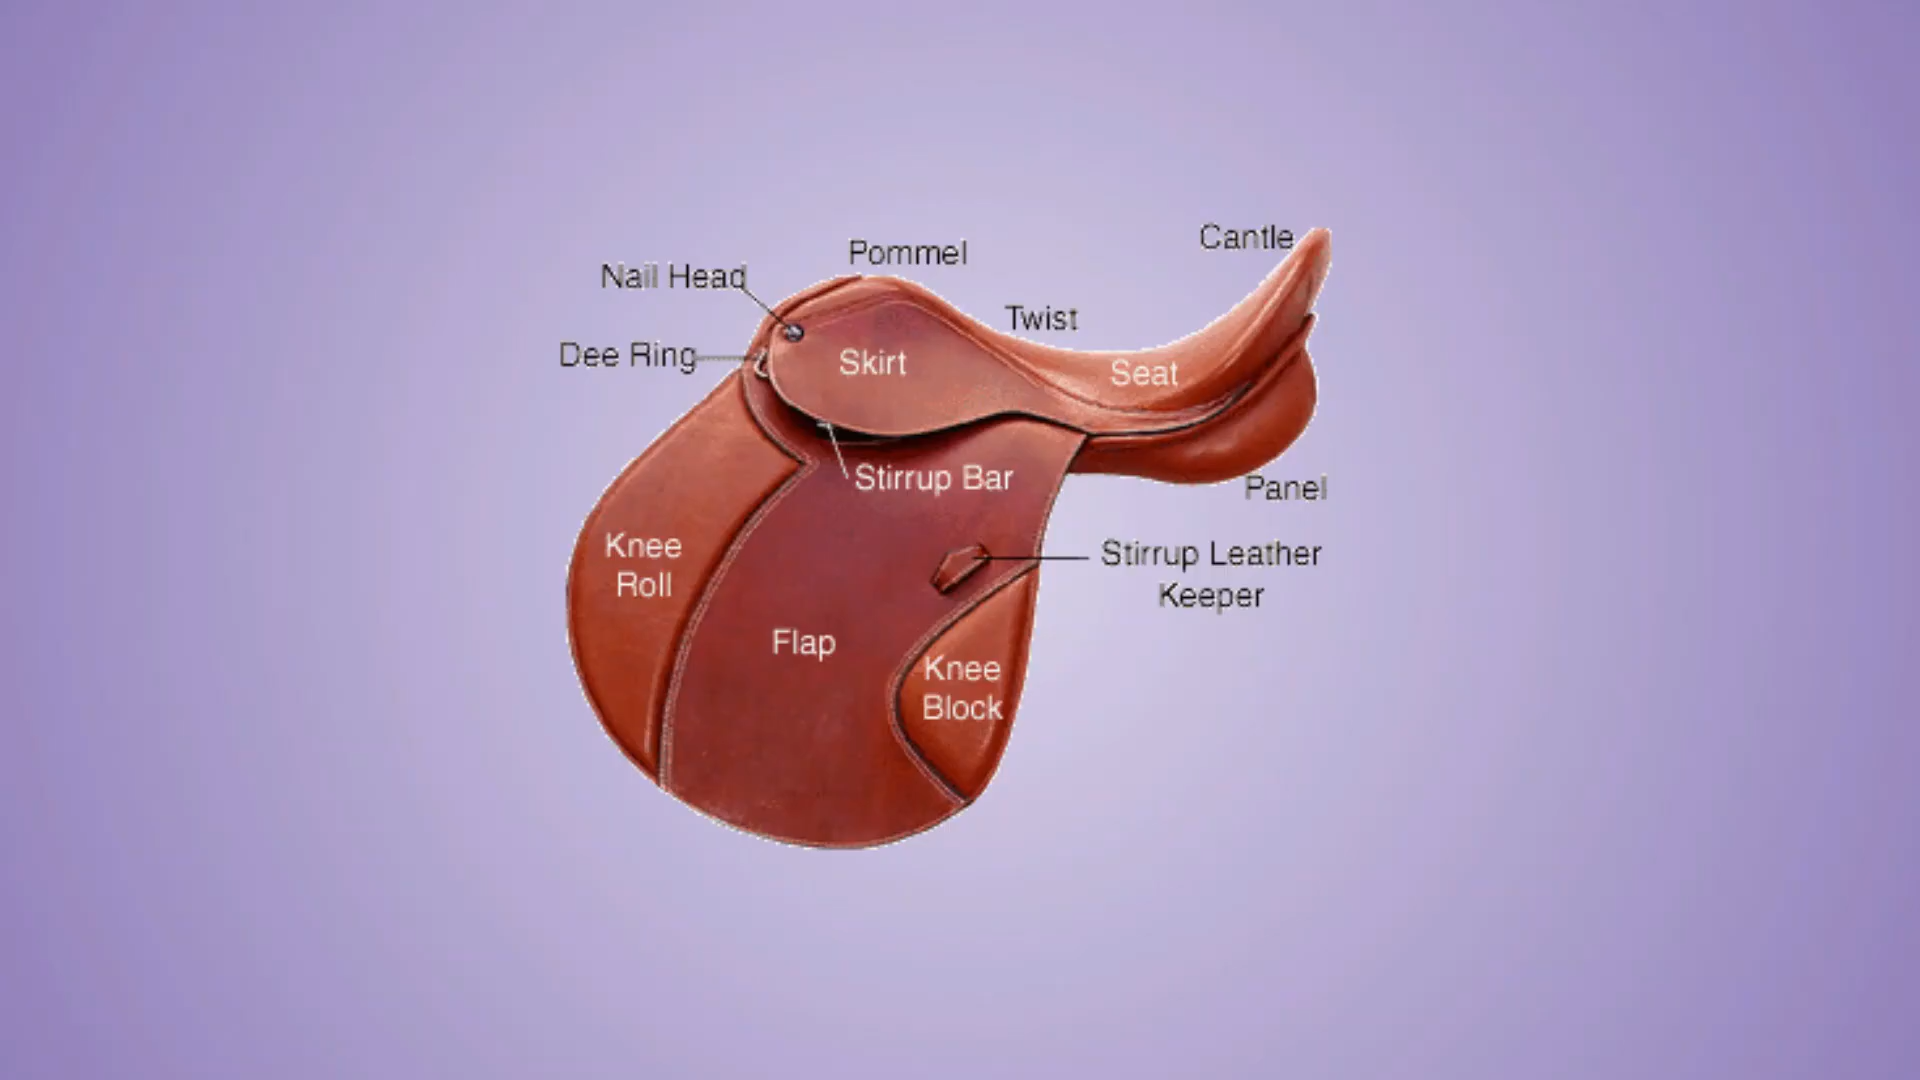 Cantle
Pommel
Nail Head
Twist
Dee Ring
Skirt
Seat
Stirrup Bar
Panel
Knee
Roll
Stirrup Leather
Keeper
Flap
Knee
Block